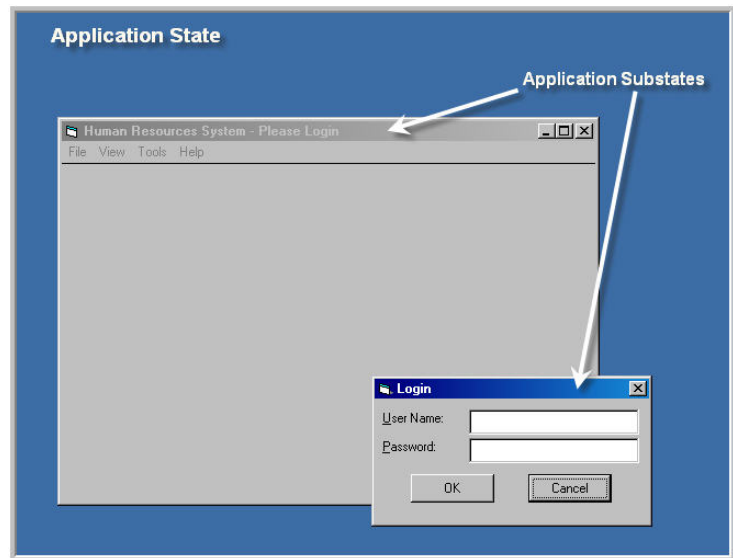 Application State
Application Substates
Human Resources System - Please Login
File View Tools Help
Login
User Name:
Password:
OK Cancel